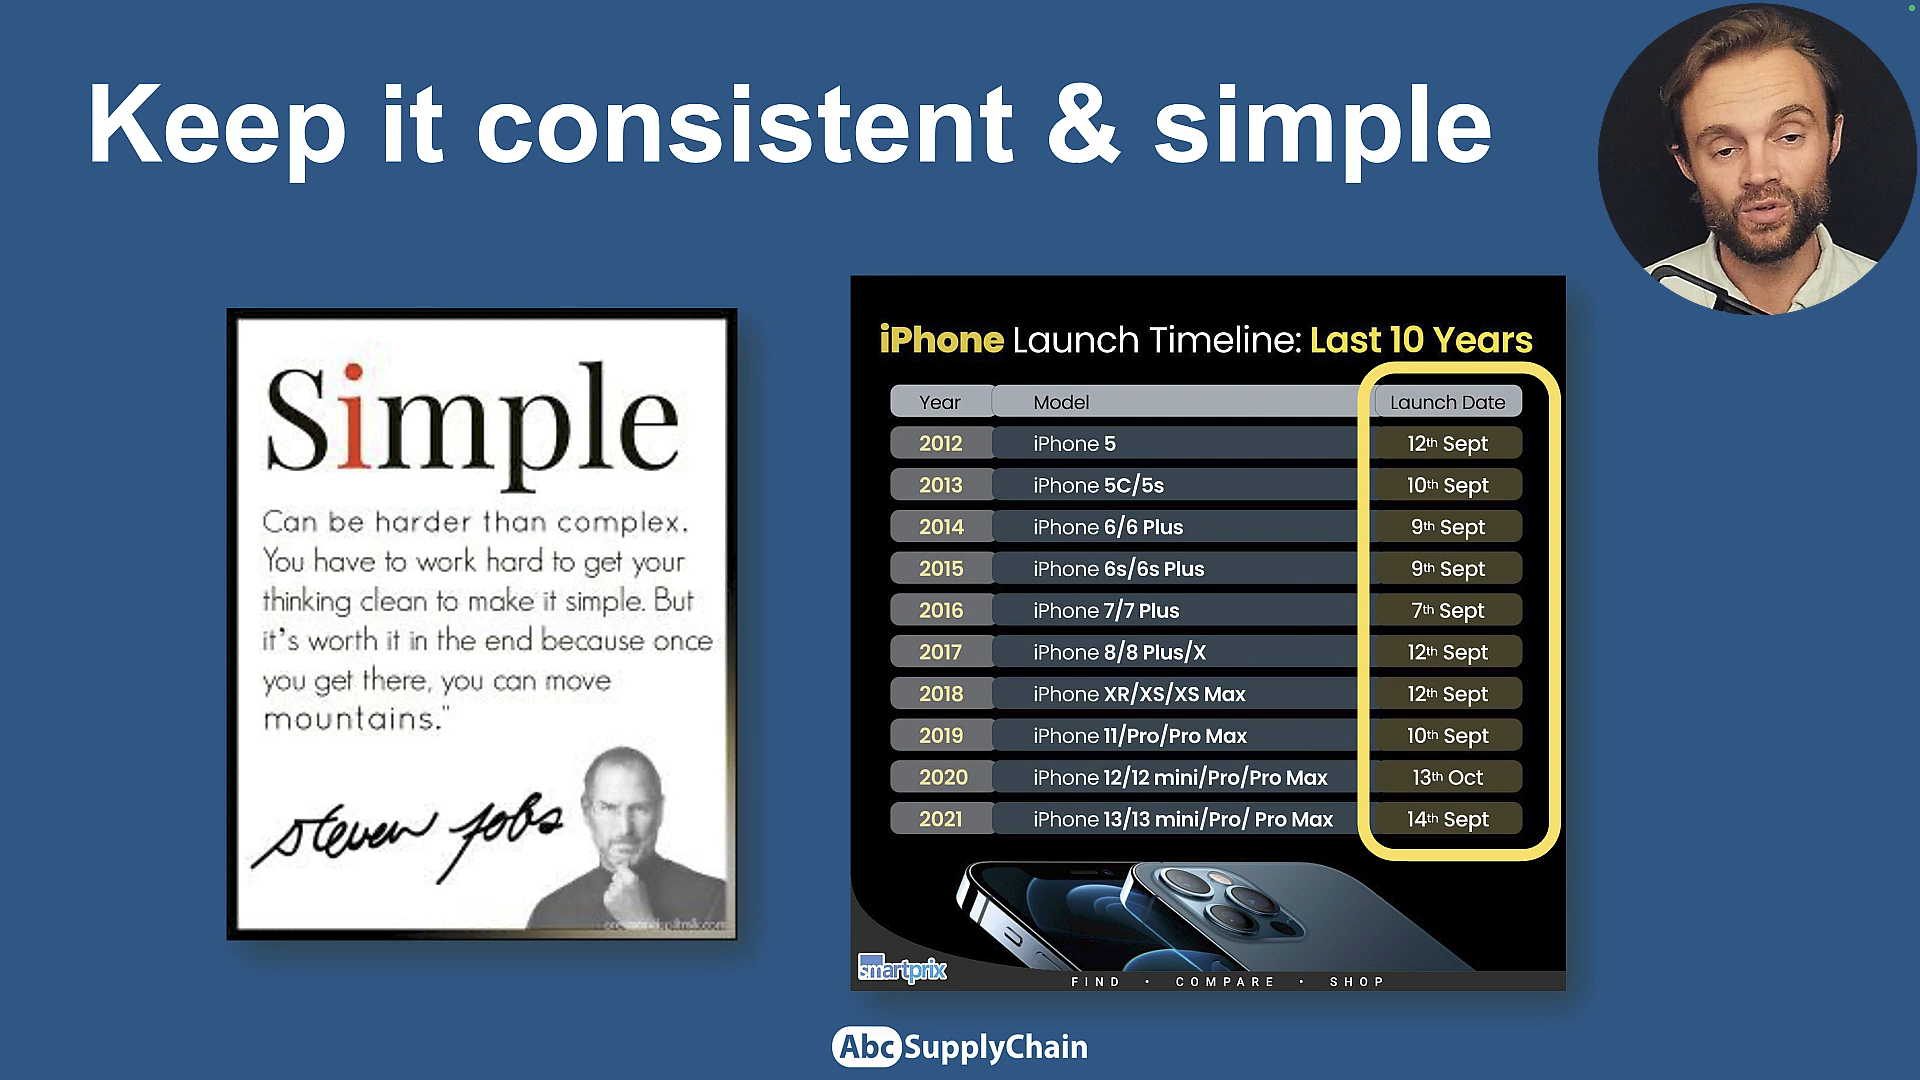 Keep it consistent & simple
Simple
Can be harder than complex.
You have to work hard to get your
thinking clean to make it simple. But
it's worth it in the end because once
you get there, you can move
mountains."
steven jobs
iPhone Launch Timeline: Last 10 Years
Year Model Launch Date
2012 iPhone 5 12th Sept
2013 iPhone 5C/5s 10th Sept
2014 iPhone 6/6 Plus 9th Sept
2015 iPhone 6s/6s Plus 9th Sept
2016 iPhone 7/7 Plus 7th Sept
2017 iPhone 8/8 Plus/X 12th Sept
2018 iPhone XR/XS/XS Max 12th Sept
2019 iPhone 11/Pro/Pro Max 10th Sept
2020 iPhone 12/12 mini/Pro/Pro Max 13th Oct
2021 iPhone 13/13 mini/Pro/ Pro Max 14th Sept
smartprix
FIND • COMPARE • SHOP
Abc SupplyChain